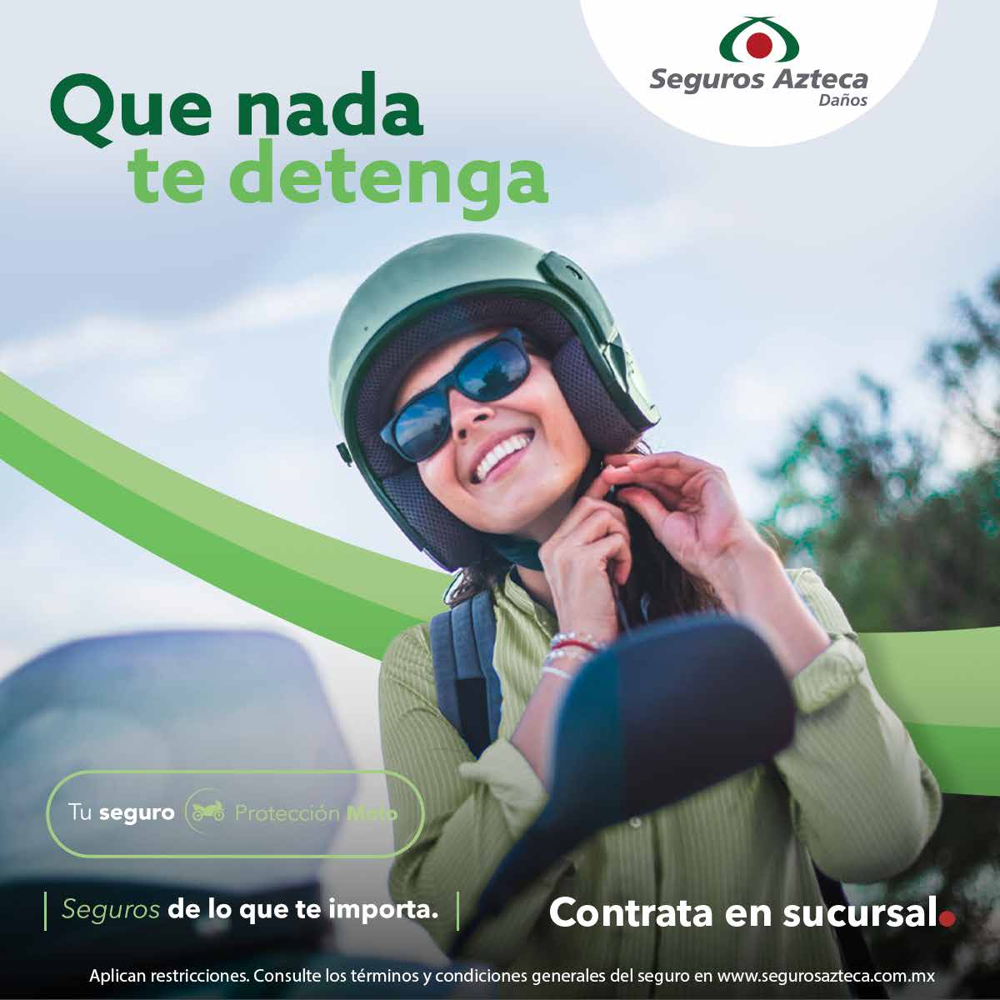 Seguros Azteca
Daños
Que nada
te detenga
Tu seguro Protección Moto
Seguros de lo que te importa.
Contrata en sucursal
Aplican restricciones. Consulte los términos y condiciones generales del seguro en www.segurosazteca.com.mx